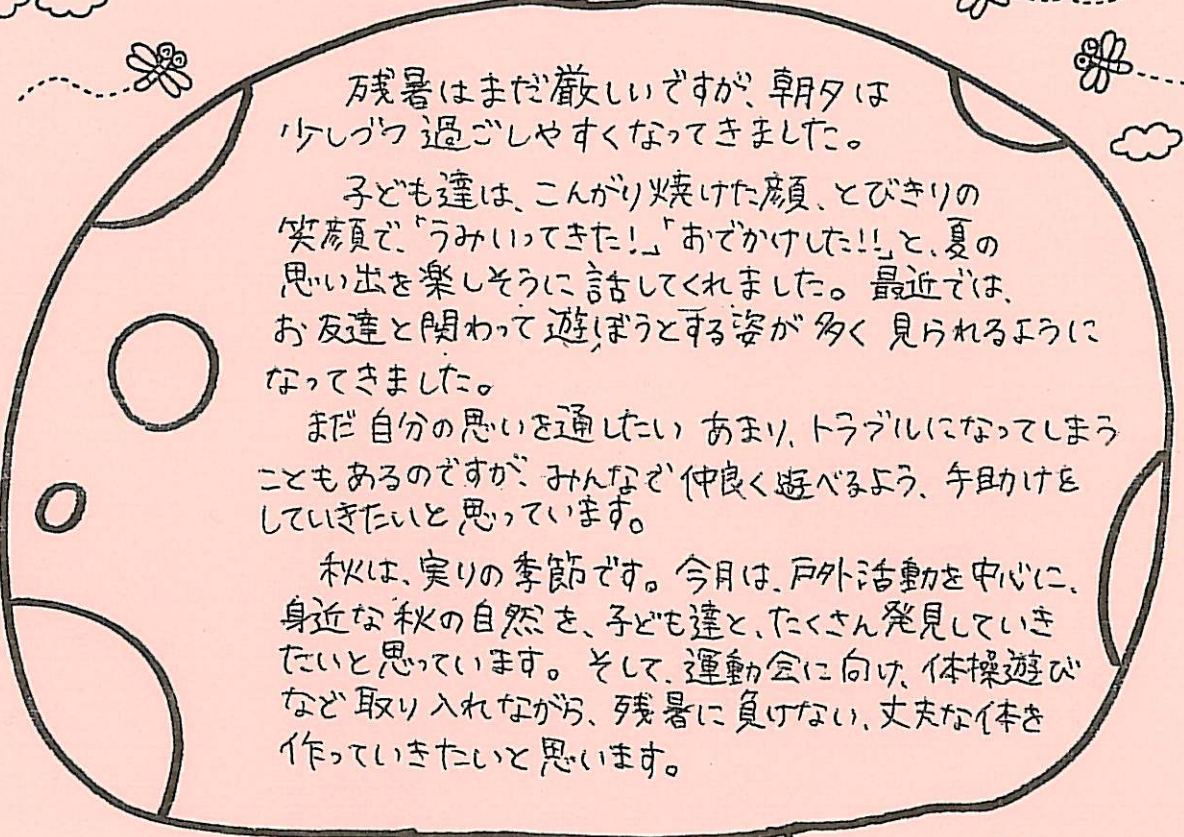 残暑はまだ厳しいですが、朝夕は
少しづつ過ごしやすくなってきました。
子ども達は、こんがり焼けた顔、とびきりの
笑顔で、「うみいってきた!」「おでかけした!!」と、夏の
思い出を楽しそうに話してくれました。最近では、
お友達と関わって遊ぼうとする姿が多く見られるように
なってきました。
まだ自分の思いを通したいあまり、トラブルになってしまう
こともあるのですが、みんなで仲良く遊べるよう、手助けを
していきたいと思っています。
秋は、実りの季節です。今月は、戸外活動を中心に、
身近な秋の自然を、子ども達と、たくさん発見していき
たいと思っています。そして、運動会に向け、体操遊び
など取り入れながら、残暑に負けない、丈夫な体を
作っていきたいと思います。